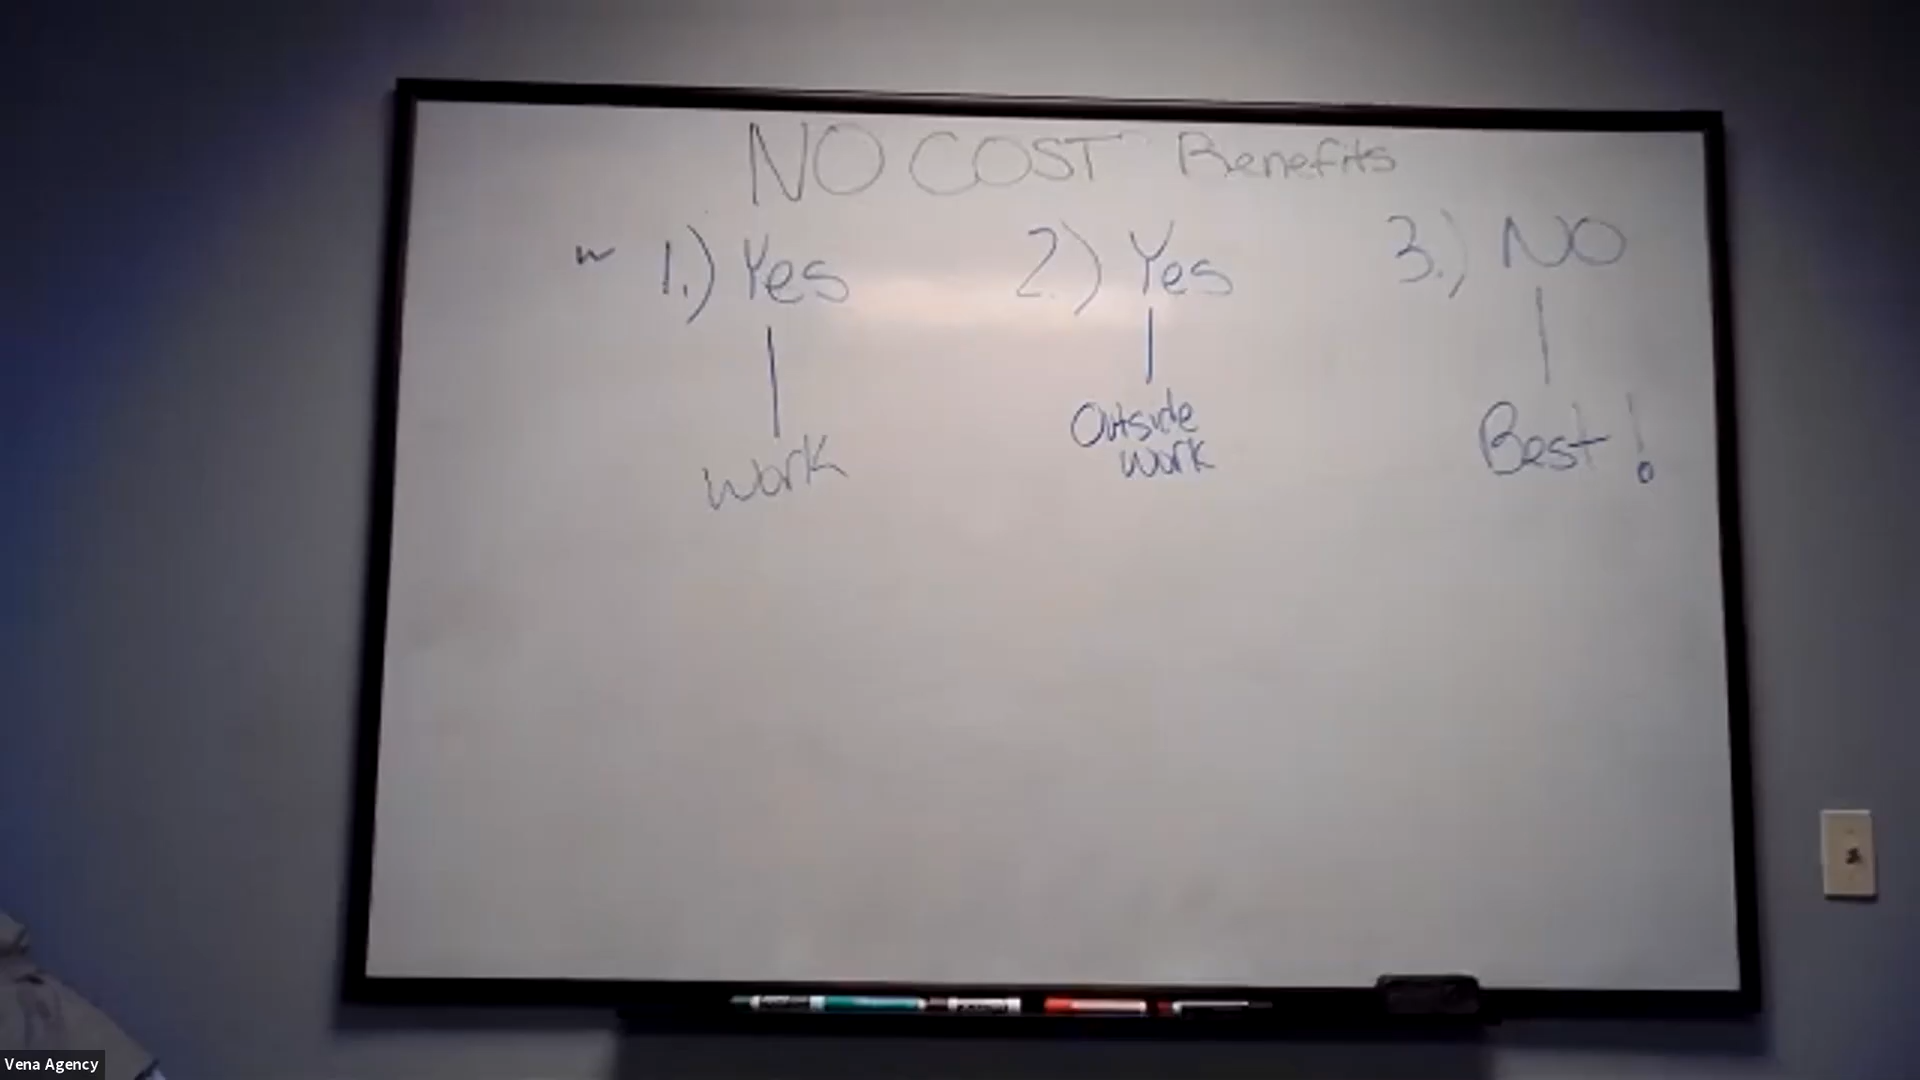 NO COST Benefits
1.) Yes 2.) Yes 3.) NO
Work Outside Work Best!
Vena Agency